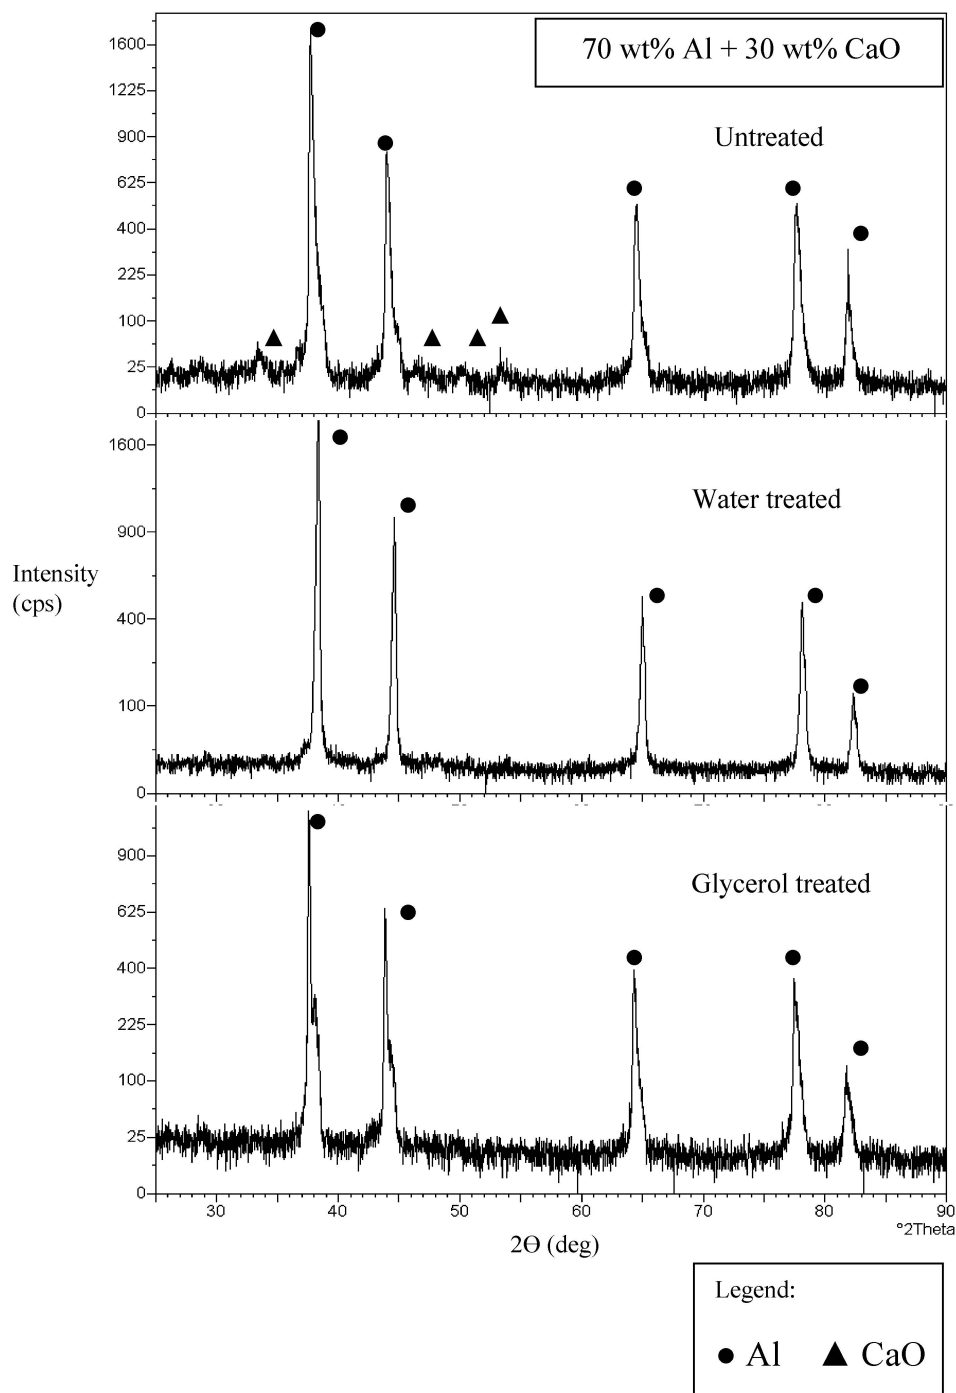 70 wt% Al + 30 wt% CaO
Untreated
1600
1225
900
625
400
225
100
25
0
Water treated
1600
900
400
100
0
Intensity
(cps)
Glycerol treated
900
625
400
225
100
25
0
30 40 50 60 70 80 90
°2Theta
2Θ (deg)
Legend:
Al CaO